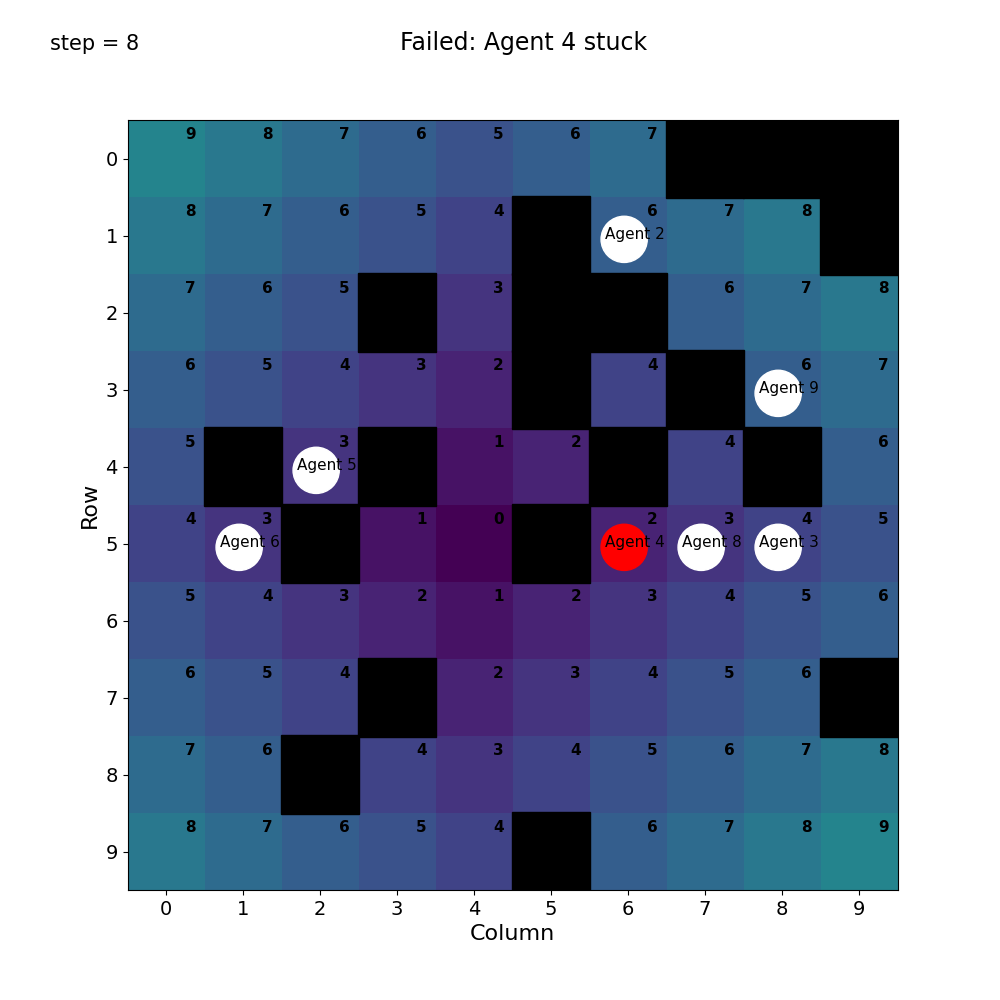 step = 8
Failed: Agent 4 stuck
9 8 7 6 5 6 7
0
8 7 6 5 4 6 7 8
1 Agent 2
7 6 5 3 6 7 8
2
6 5 4 3 2 4 6 7
3 Agent 9
5 3 1 2 4 6
4 Agent 5
4 3 1 0 2 3 4 5
5 Agent 6 Agent 4 Agent 8 Agent 3
5 4 3 2 1 2 3 4 5 6
6
6 5 4 2 3 4 5 6
7
7 6 4 3 4 5 6 7 8
8
8 7 6 5 4 6 7 8 9
9
0 1 2 3 4 5 6 7 8 9
Column
Row